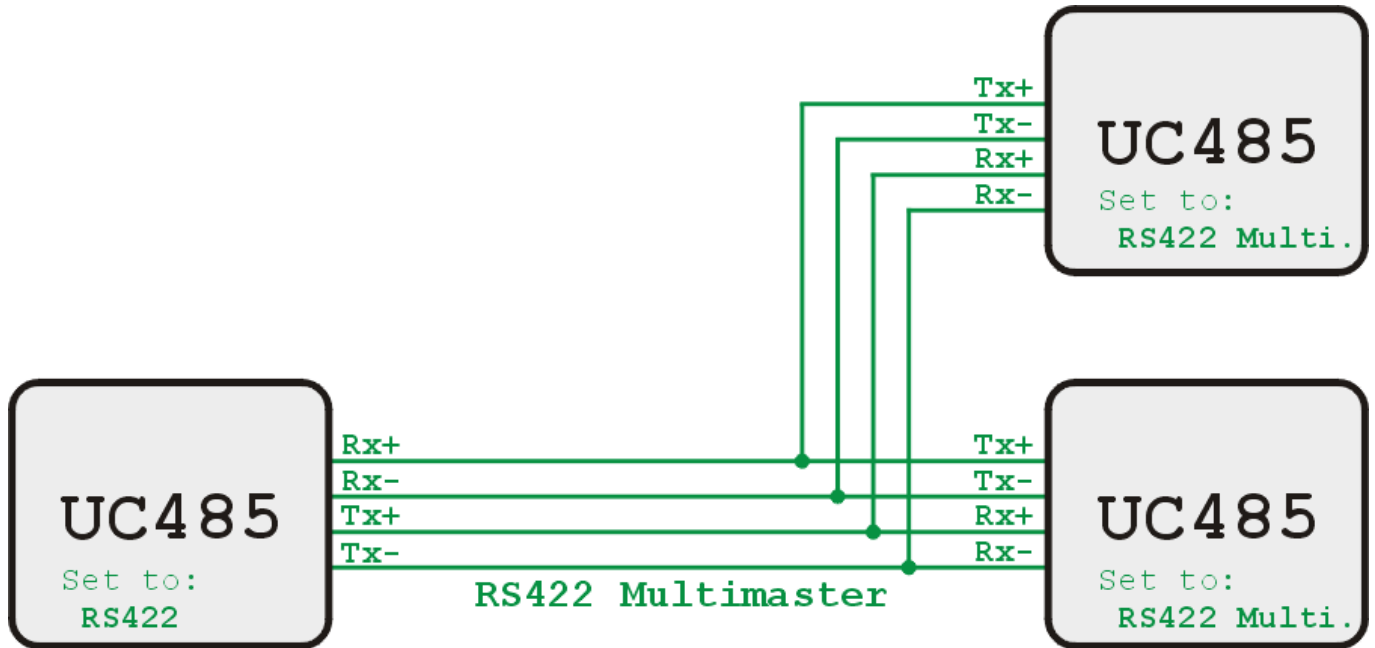 Tx+
Tx-
Rx+
Rx-
UC485
Set to:
RS422 Multi.
Rx+
Rx-
Tx+
Tx-
UC485
Set to:
RS422
RS422 Multimaster
Tx+
Tx-
Rx+
Rx-
UC485
Set to:
RS422 Multi.